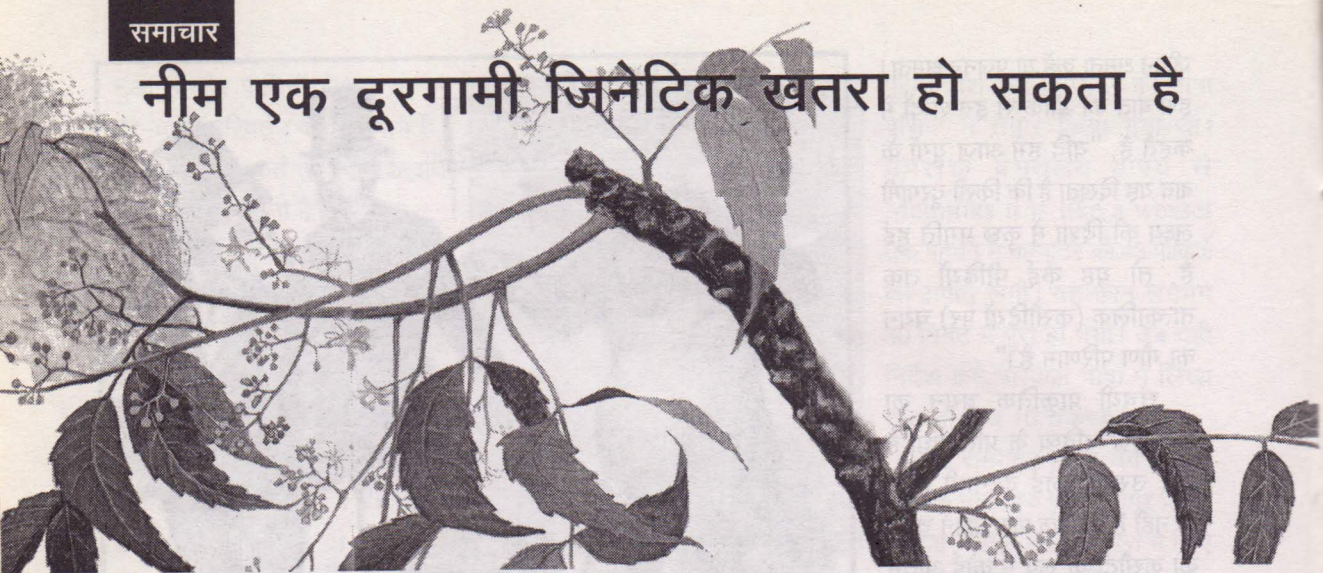 समाचार
नीम एक दूरगामी जिनेटिक खतरा हो सकता है